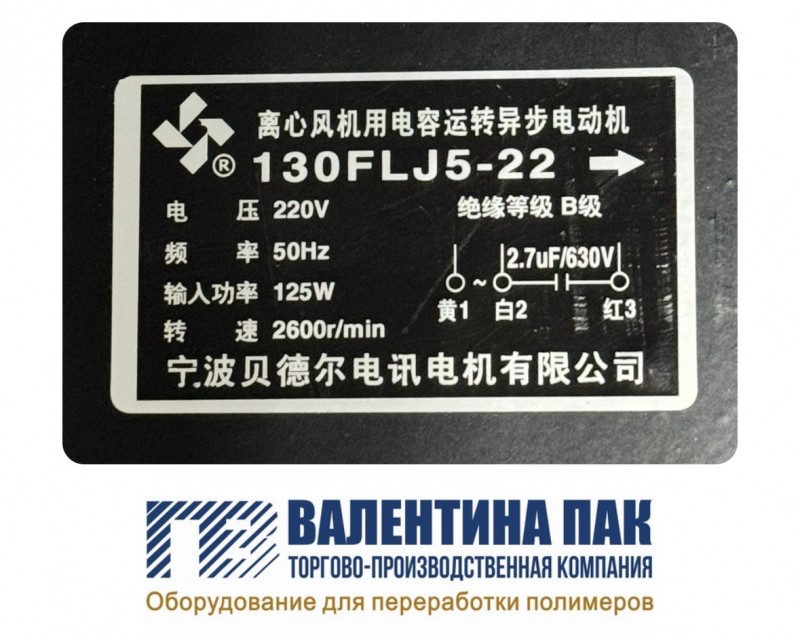 离心风机用电容运转异步电动机
® 130FLJ5-22
电 压 220V
绝缘等级 B级
频 率 50Hz
输入功率 125W
转 速 2600r/min
2.7uF/630V
~
黄1 白2 红3
宁波贝德尔电讯电机有限公司
ВАЛЕНТИНА ПАК
ТОРГОВО-ПРОИЗВОДСТВЕННАЯ КОМПАНИЯ
Оборудование для переработки полимеров